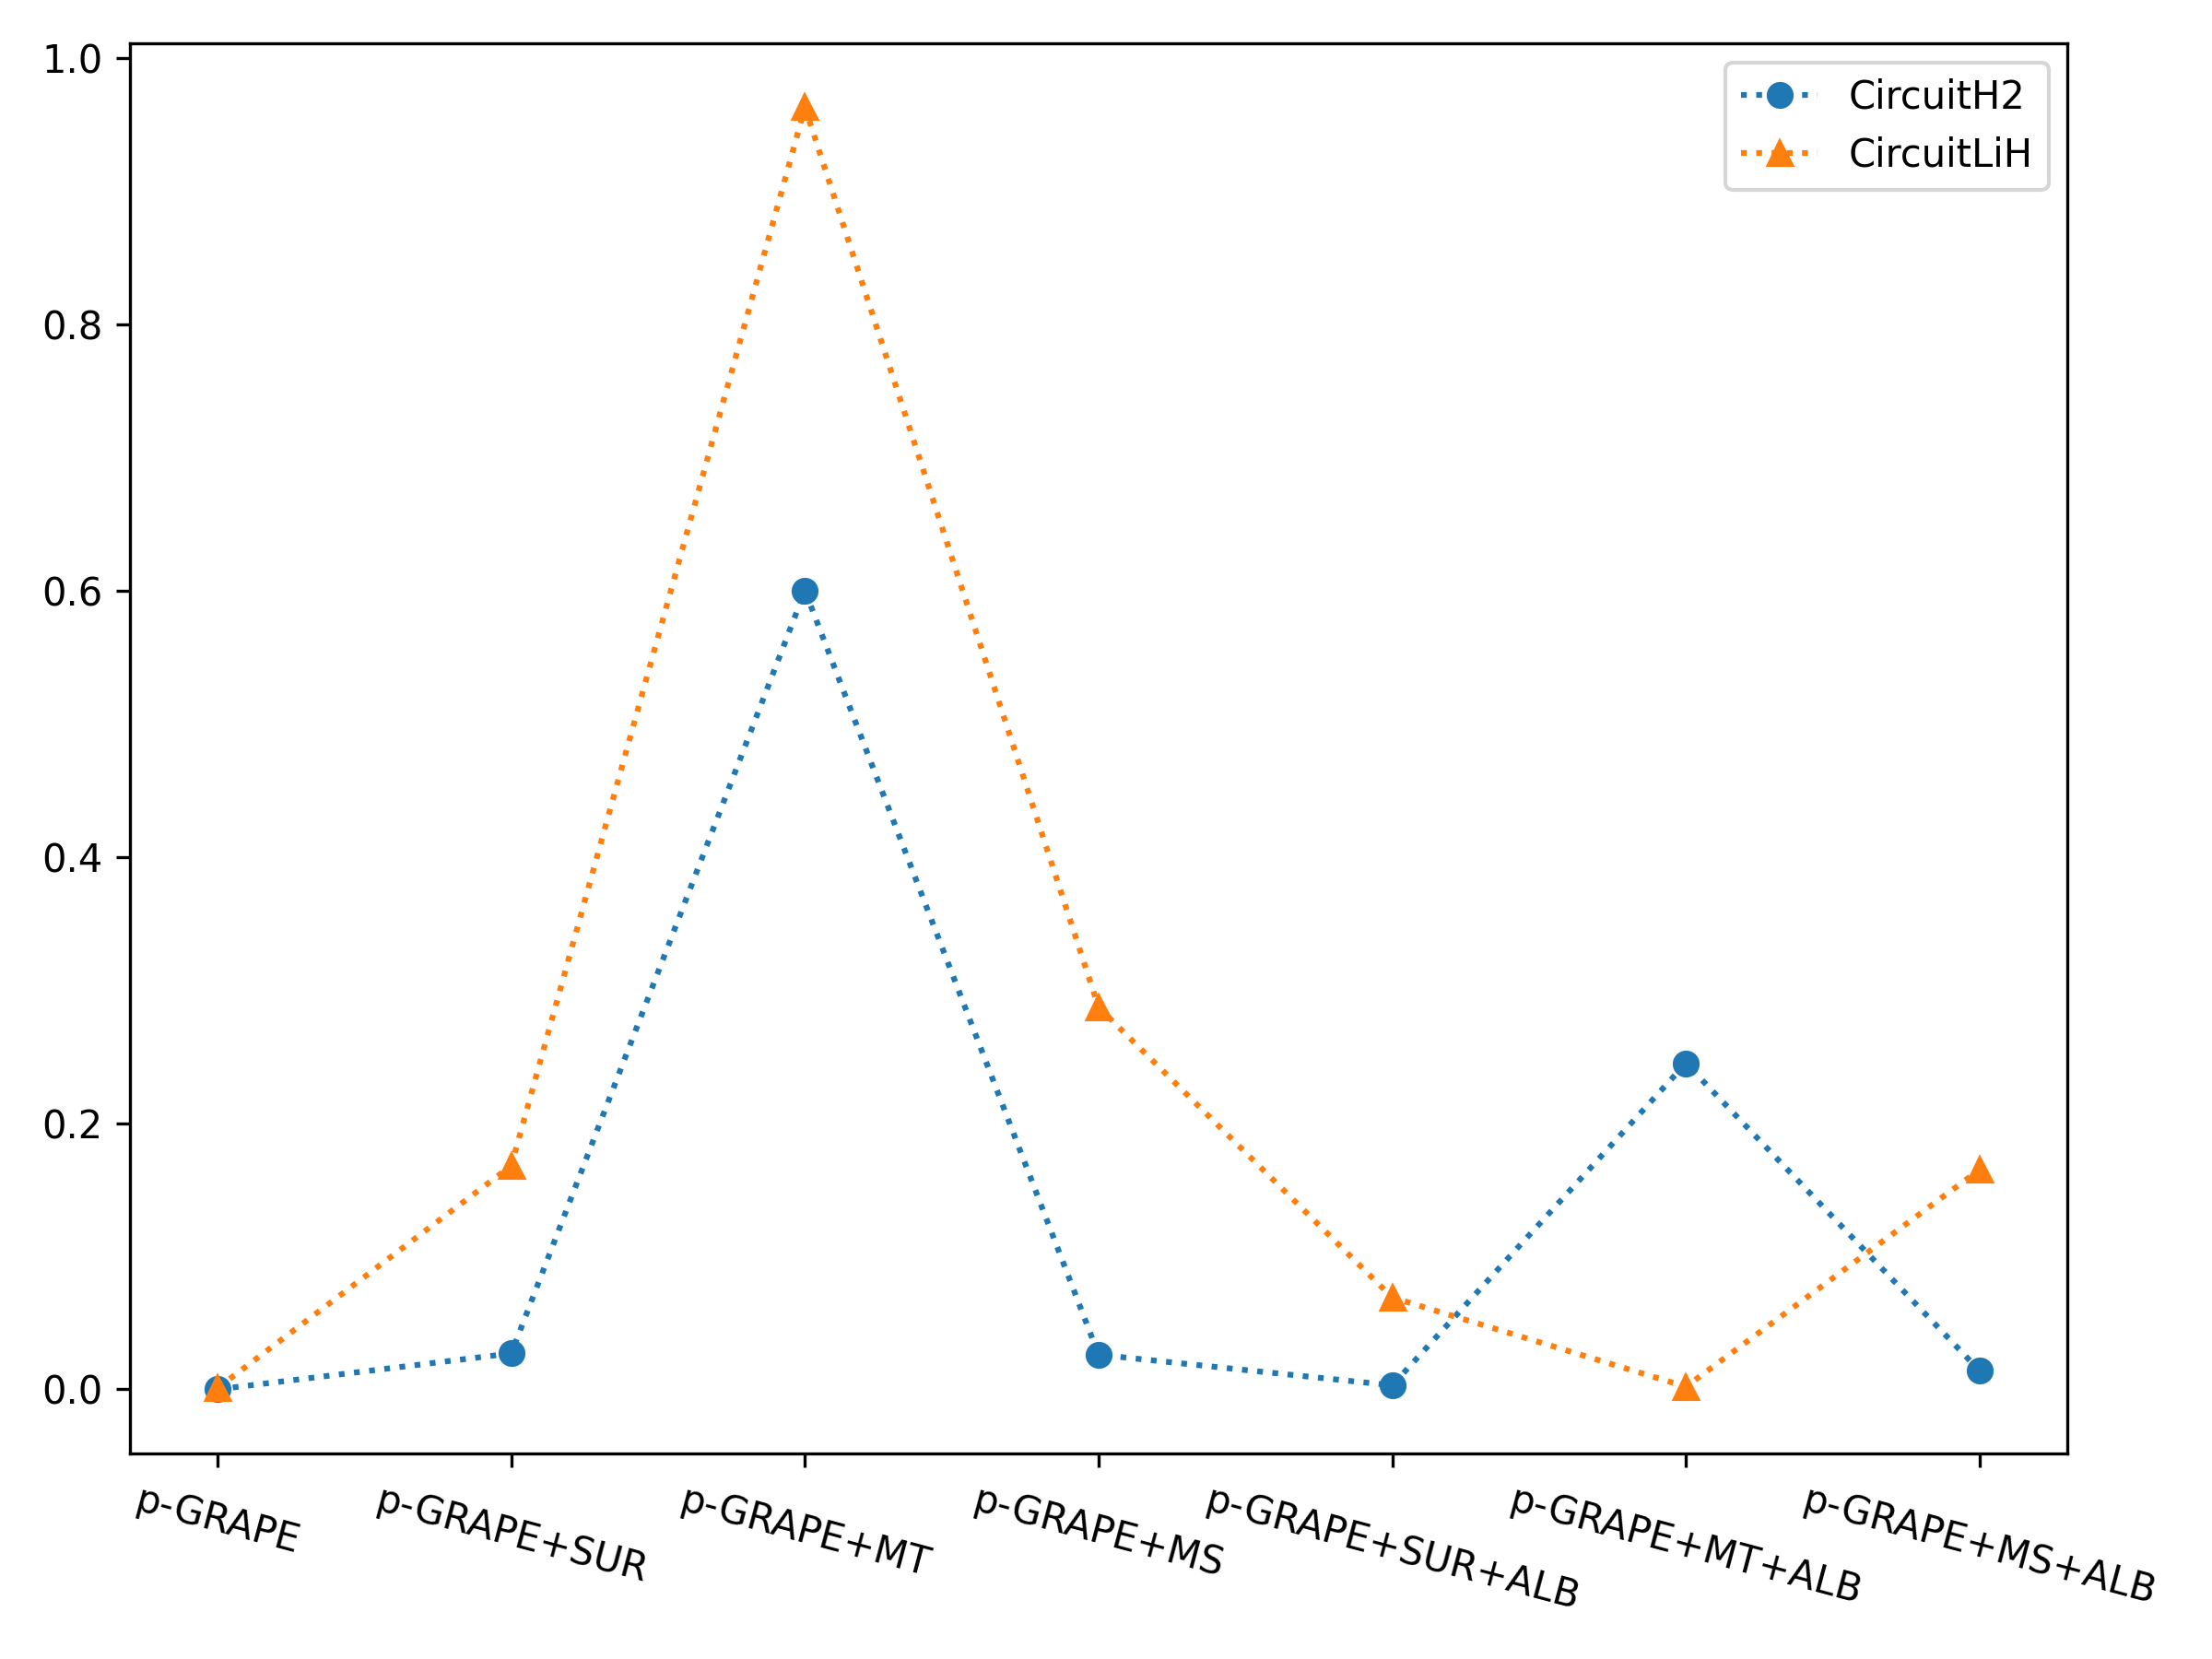 1.0
0.8
0.6
0.4
0.2
0.0
CircuitH2
CircuitLiH
p-GRAPE
p-GRAPE+SUR
p-GRAPE+MT
p-GRAPE+MS
p-GRAPE+SUR+ALB
p-GRAPE+MT+ALB
p-GRAPE+MS+ALB